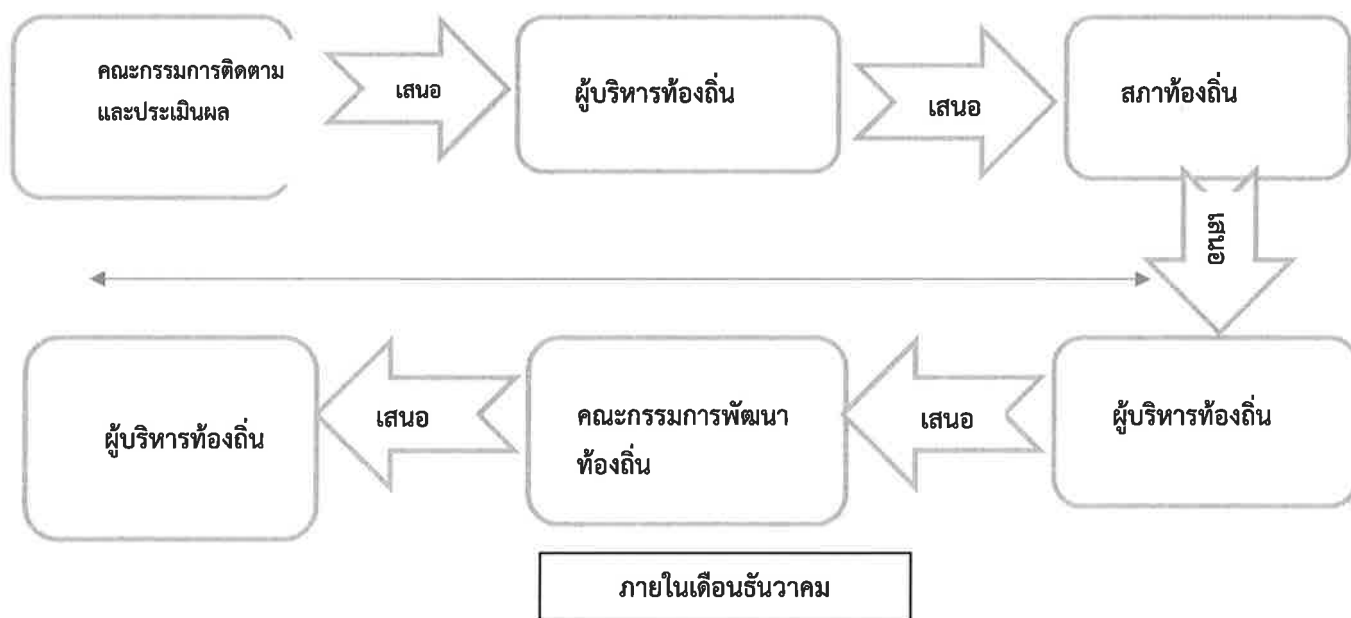 คณะกรรมการติดตาม
และประเมินผล
เสนอ
ผู้บริหารท้องถิ่น
เสนอ
สภาท้องถิ่น
เสนอ
ผู้บริหารท้องถิ่น
เสนอ
คณะกรรมการพัฒนา
ท้องถิ่น
เสนอ
ผู้บริหารท้องถิ่น
ภายในเดือนธันวาคม